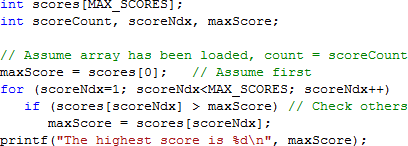 int scores[MAX_SCORES];
int scoreCount, scoreNdx, maxScore;
// Assume array has been loaded, count = scoreCount
maxScore = scores[0];   // Assume first
for (scoreNdx=1; scoreNdx<MAX_SCORES; scoreNdx++)
   if (scores[scoreNdx] > maxScore) // Check others
      maxScore = scores[scoreNdx];
printf("The highest score is %d\n", maxScore);